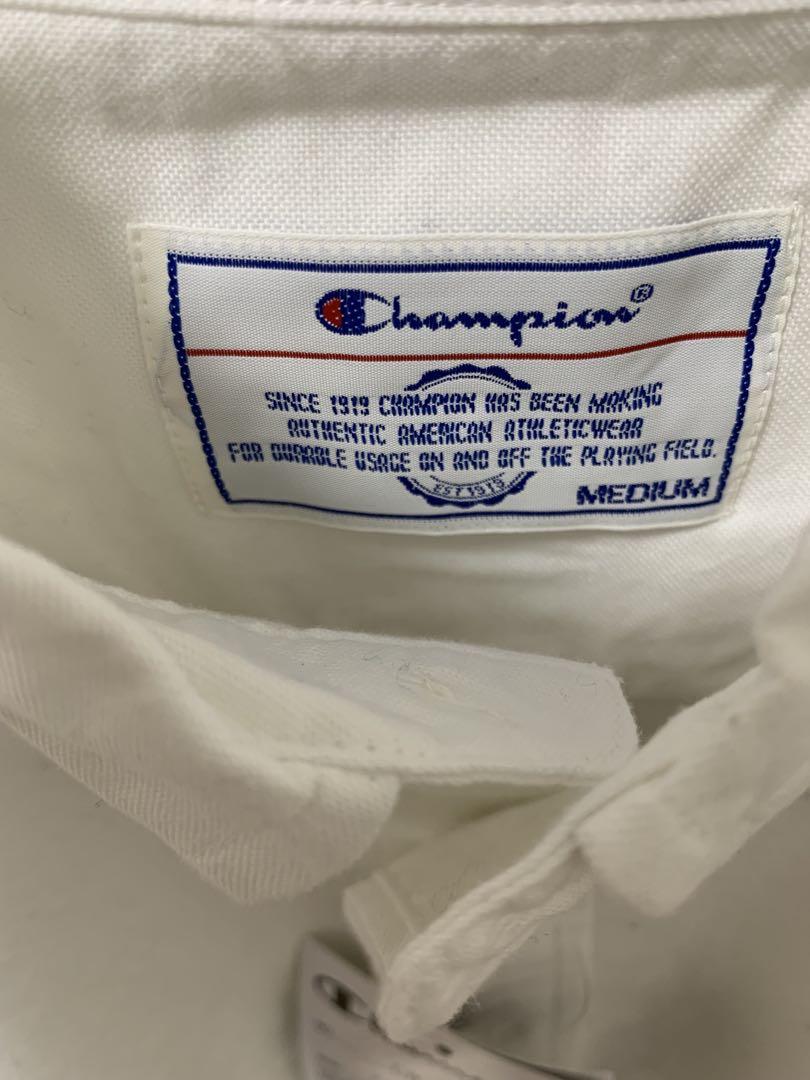 Champion®
SINCE 1919 CHAMPION HAS BEEN MAKING
AUTHENTIC AMERICAN ATHLETICWEAR
FOR DURABLE USAGE ON AND OFF THE PLAYING FIELD.
EST 1919
MEDIUM